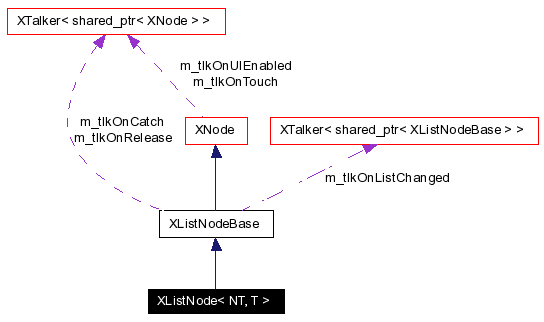 XTalker< shared_ptr< XNode > >
m_tlkOnUIEnabled
m_tlkOnTouch
m_tlkOnCatch
m_tlkOnRelease
XNode
XTalker< shared_ptr< XListNodeBase > >
m_tlkOnListChanged
XListNodeBase
XListNode< NT, T >